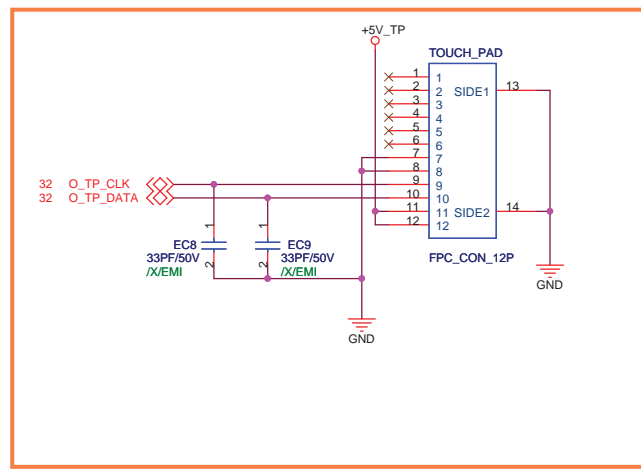 +5V_TP
TOUCH_PAD
1 1
2 2 SIDE1 13
3 3
4 4
5 5
6 6
7 7
8 8
32 O_TP_CLK 9 9
32 O_TP_DATA 10 10
11 11 SIDE2 14
12 12
1 1
EC8 EC9
33PF/50V 33PF/50V
2 2
/X/EMI /X/EMI
FPC_CON_12P
GND
GND